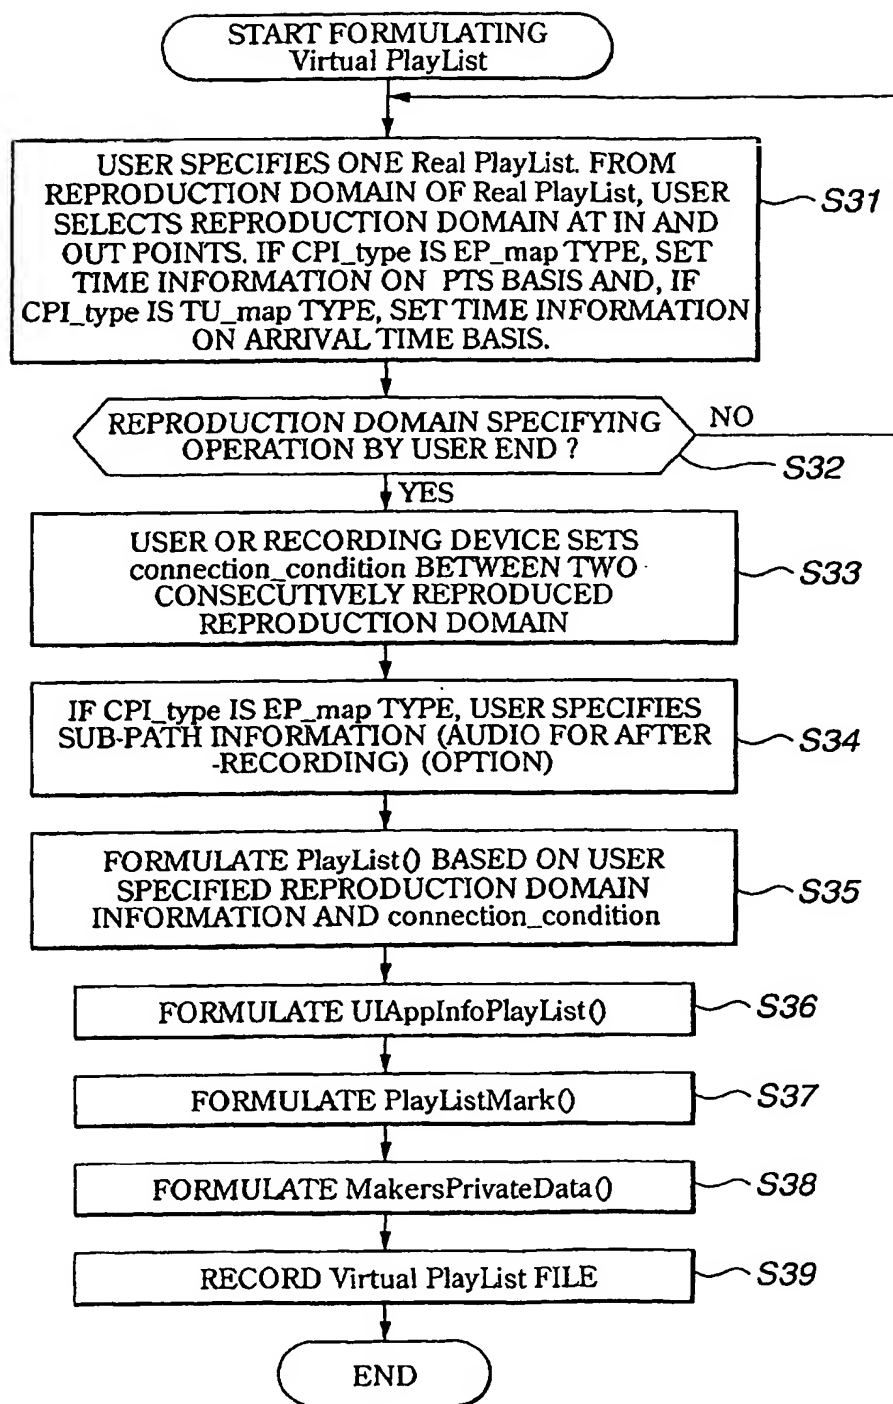 START FORMULATING
Virtual PlayList
USER SPECIFIES ONE Real PlayList. FROM
REPRODUCTION DOMAIN OF Real PlayList, USER
SELECTS REPRODUCTION DOMAIN AT IN AND
OUT POINTS. IF CPI_type IS EP_map TYPE, SET
TIME INFORMATION ON PTS BASIS AND, IF
CPI_type IS TU_map TYPE, SET TIME INFORMATION
ON ARRIVAL TIME BASIS.
S31
REPRODUCTION DOMAIN SPECIFYING
OPERATION BY USER END ?
NO
S32
YES
USER OR RECORDING DEVICE SETS
connection_condition BETWEEN TWO
CONSECUTIVELY REPRODUCED
REPRODUCTION DOMAIN
S33
IF CPI_type IS EP_map TYPE, USER SPECIFIES
SUB-PATH INFORMATION (AUDIO FOR AFTER
-RECORDING) (OPTION)
S34
FORMULATE PlayList() BASED ON USER
SPECIFIED REPRODUCTION DOMAIN
INFORMATION AND connection_condition
S35
FORMULATE UIAppInfoPlayList()
S36
FORMULATE PlayListMark()
S37
FORMULATE MakersPrivateData()
S38
RECORD Virtual PlayList FILE
S39
END